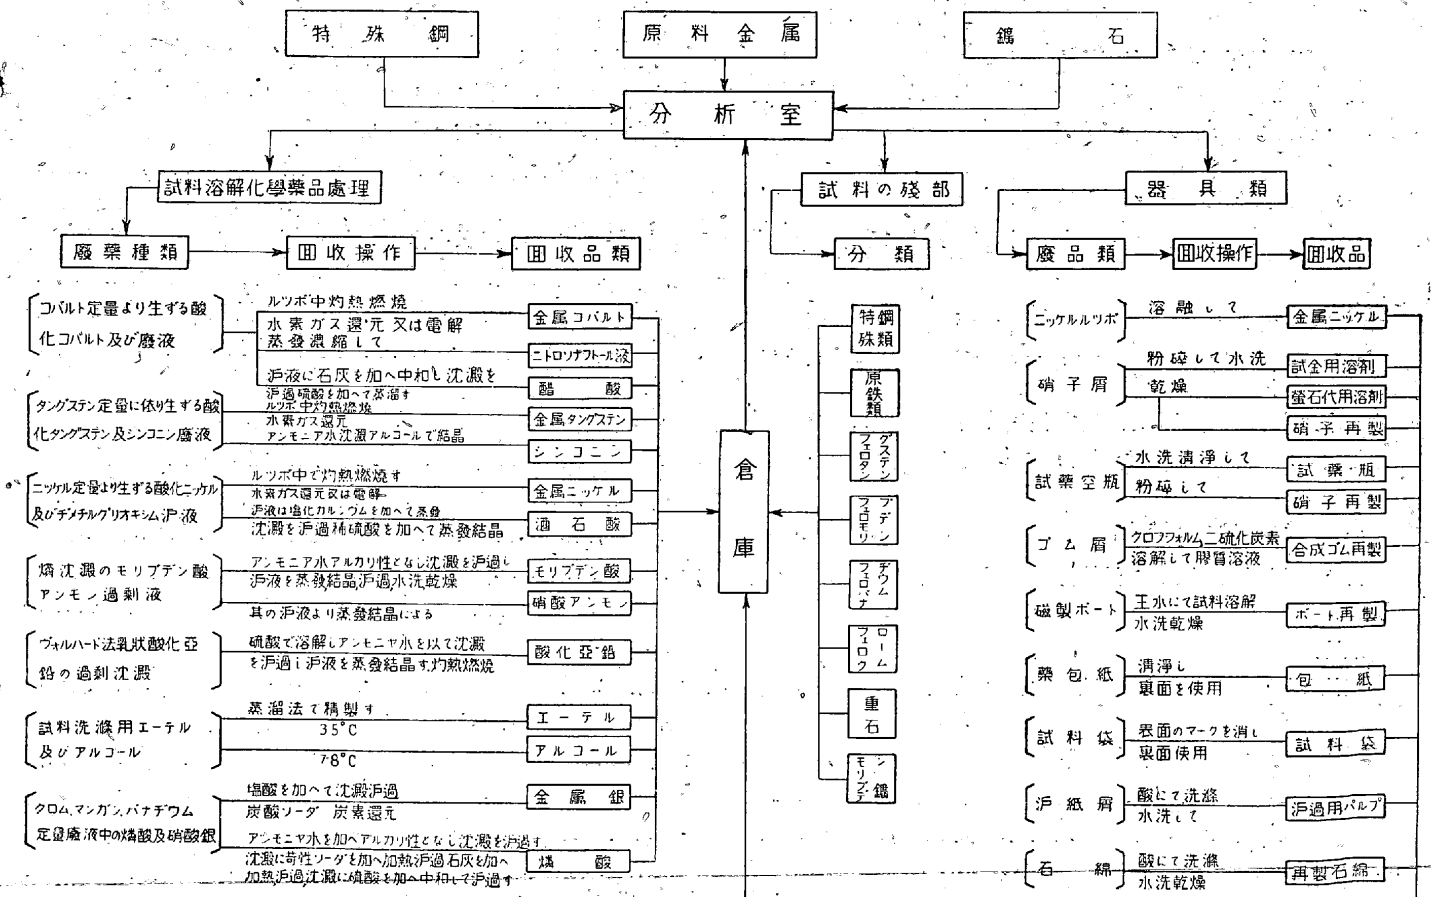 特殊鋼
原料金属
鑛石
分析室
試料溶解化學藥品處理
試料の殘部
器具類
廢藥種類
回收操作
回收品類
分類
廢品類
回收操作
回收品
コバルト定量より生ずる酸
化コバルト及び廢液
ルツボ中灼熱燃燒
水素ガス還元又は電解
蒸發濃縮して
沪液に石灰を加へ中和し沈澱を
沪過硫酸を加へて蒸溜す
金属コバルト
ニトロソナフトール液
醋酸
タングステン定量に依り生ずる酸
化タングステン及シンコニン廢液
ルツボ中灼熱燃燒
水素ガス還元
アンモニア水沈澱アルコールで結晶
金属タングステン
シンコニン
ニッケル定量より生ずる酸化ニッケル
及びヂメチルグリオキシム沪液
ルツボ中で灼熱燃燒す
水素ガス還元又は電解
沪液は塩化カルシウムを加へて蒸發
沈澱を沪過稀硫酸を加へて蒸發結晶
金属ニッケル
酒石酸
燐沈澱のモリブデン酸
アンモン過剰液
アンモニア水アルカリ性となし沈澱を沪過し
沪液を蒸發結晶,沪過,水洗乾燥
其の沪液より蒸發結晶による
モリブデン酸
硝酸アンモン
ヴォルハード法乳狀酸化亞
鉛の過剰沈澱
硫酸で溶解しアンモニヤ水を以て沈澱
を沪過し沪液を蒸發結晶す,灼熱燃燒
酸化亞鉛
試料洗滌用エーテル
及びアルコール
蒸溜法で精製す
35°C
78°C
エーテル
アルコール
クロム,マンガン,バナヂウム
定量廢液中の燐酸及硝酸銀
塩酸を加へて沈澱沪過
炭酸ソーダ 炭素還元
アンモニヤ水を加へアルカリ性となし沈澱を沪過す
沈澱に苛性ソーダを加へ加熱沪過石灰を加へ
加熱沪過沈澱に硫酸を加へ中和して沪過す
金属銀
燐酸
倉庫
特殊鋼類
原鉄類
フェロタングステン
フェロモリブデン
フェロバナヂウム
フェロクローム
重石
モリブデン鑛
ニッケルルツボ
溶融して
金属ニッケル
硝子屑
粉碎して水洗
乾燥
試金用溶剤
螢石代用溶剤
硝子再製
試藥空瓶
水洗清淨して
粉碎して
試藥瓶
硝子再製
ゴム屑
クロロフォルム,二硫化炭素
溶解して膠質溶液
合成ゴム再製
磁製ボート
王水にて試料溶解
水洗乾燥
ボート再製
藥包紙
淸淨し
裏面を使用
包紙
試料袋
表面のマークを消し
裏面使用
試料袋
沪紙屑
酸にて洗滌
水洗して
沪過用パルプ
石綿
酸にて洗滌
水洗乾燥
再製石綿